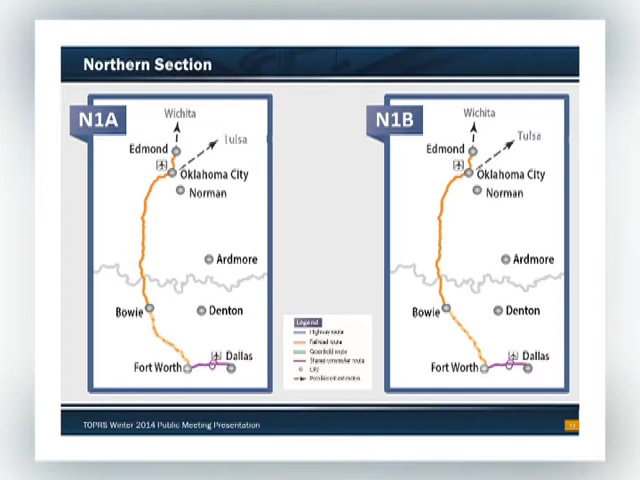 Northern Section
N1A
Wichita
Tulsa
Edmond
Oklahoma City
Norman
Ardmore
Bowie
Denton
Fort Worth
Dallas
N1B
Wichita
Tulsa
Edmond
Oklahoma City
Norman
Ardmore
Bowie
Denton
Fort Worth
Dallas
Legend
Highway route
Railroad route
Greenfield route
Shared commuter route
City
TOPRS Winter 2014 Public Meeting Presentation